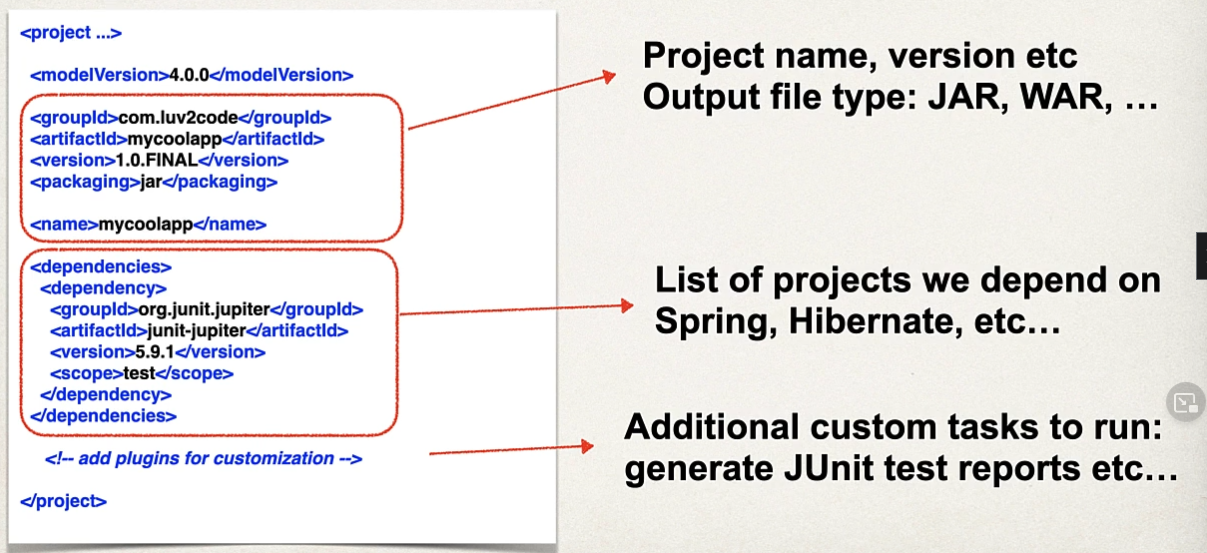 <project ...>
<modelVersion>4.0.0</modelVersion>
<groupId>com.luv2code</groupId>
<artifactId>mycoolapp</artifactId>
<version>1.0.FINAL</version>
<packaging>jar</packaging>
<name>mycoolapp</name>
<dependencies>
<dependency>
<groupId>org.junit.jupiter</groupId>
<artifactId>junit-jupiter</artifactId>
<version>5.9.1</version>
<scope>test</scope>
</dependency>
</dependencies>
<!-- add plugins for customization -->
</project>
Project name, version etc
Output file type: JAR, WAR, …
List of projects we depend on
Spring, Hibernate, etc…
Additional custom tasks to run:
generate JUnit test reports etc…